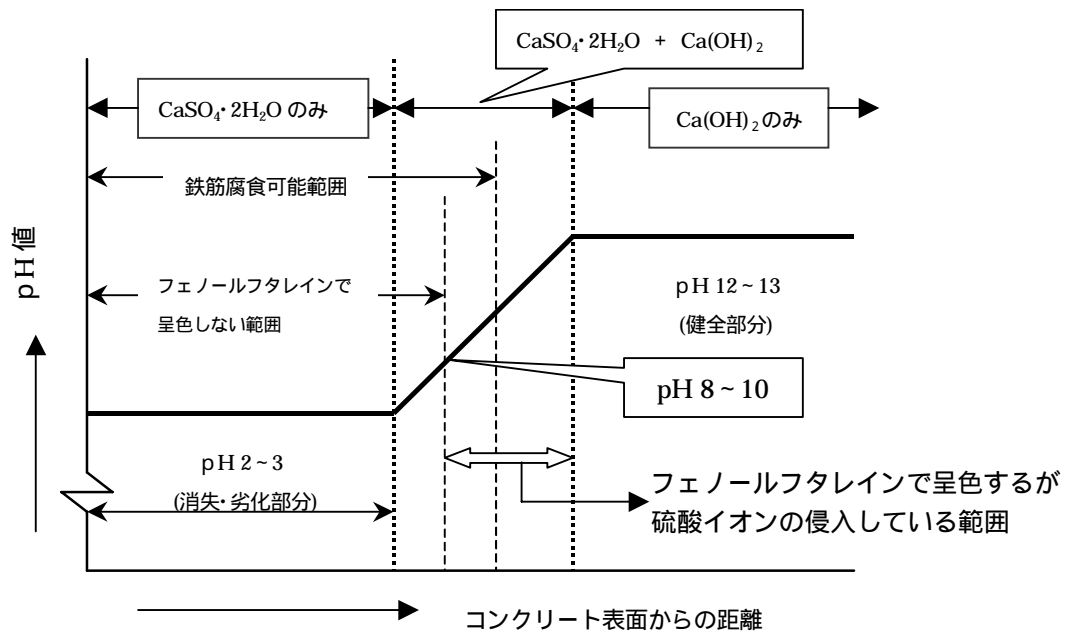 CaSO₄・2H₂O + Ca(OH)₂
CaSO₄・2H₂O のみ
Ca(OH)₂のみ
鉄筋腐食可能範囲
pH値
フェノールフタレインで
呈色しない範囲
pH 12~13
(健全部分)
pH 8~10
pH 2~3
(消失・劣化部分)
フェノールフタレインで呈色するが
硫酸イオンの侵入している範囲
コンクリート表面からの距離